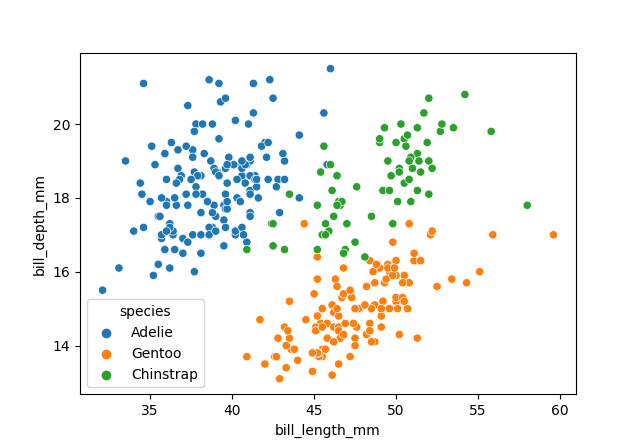 20
18
16
14
bill_depth_mm
species
Adelie
Gentoo
Chinstrap
35
40
45
50
55
60
bill_length_mm